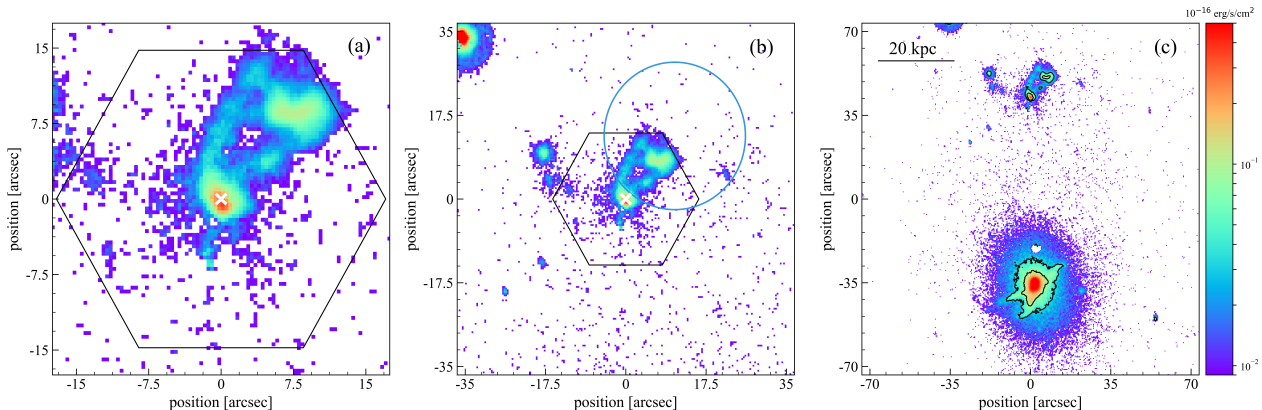 (a)
15
7.5
0
-7.5
-15
-15
-7.5
0
7.5
15
position [arcsec]
position [arcsec]
(b)
35
17.5
0
-17.5
-35
-35
-17.5
0
17.5
35
position [arcsec]
position [arcsec]
(c)
20 kpc
70
35
0
-35
-70
-70
-35
0
35
70
position [arcsec]
position [arcsec]
10⁻¹⁶ erg/s/cm²
10⁻¹
10⁻²